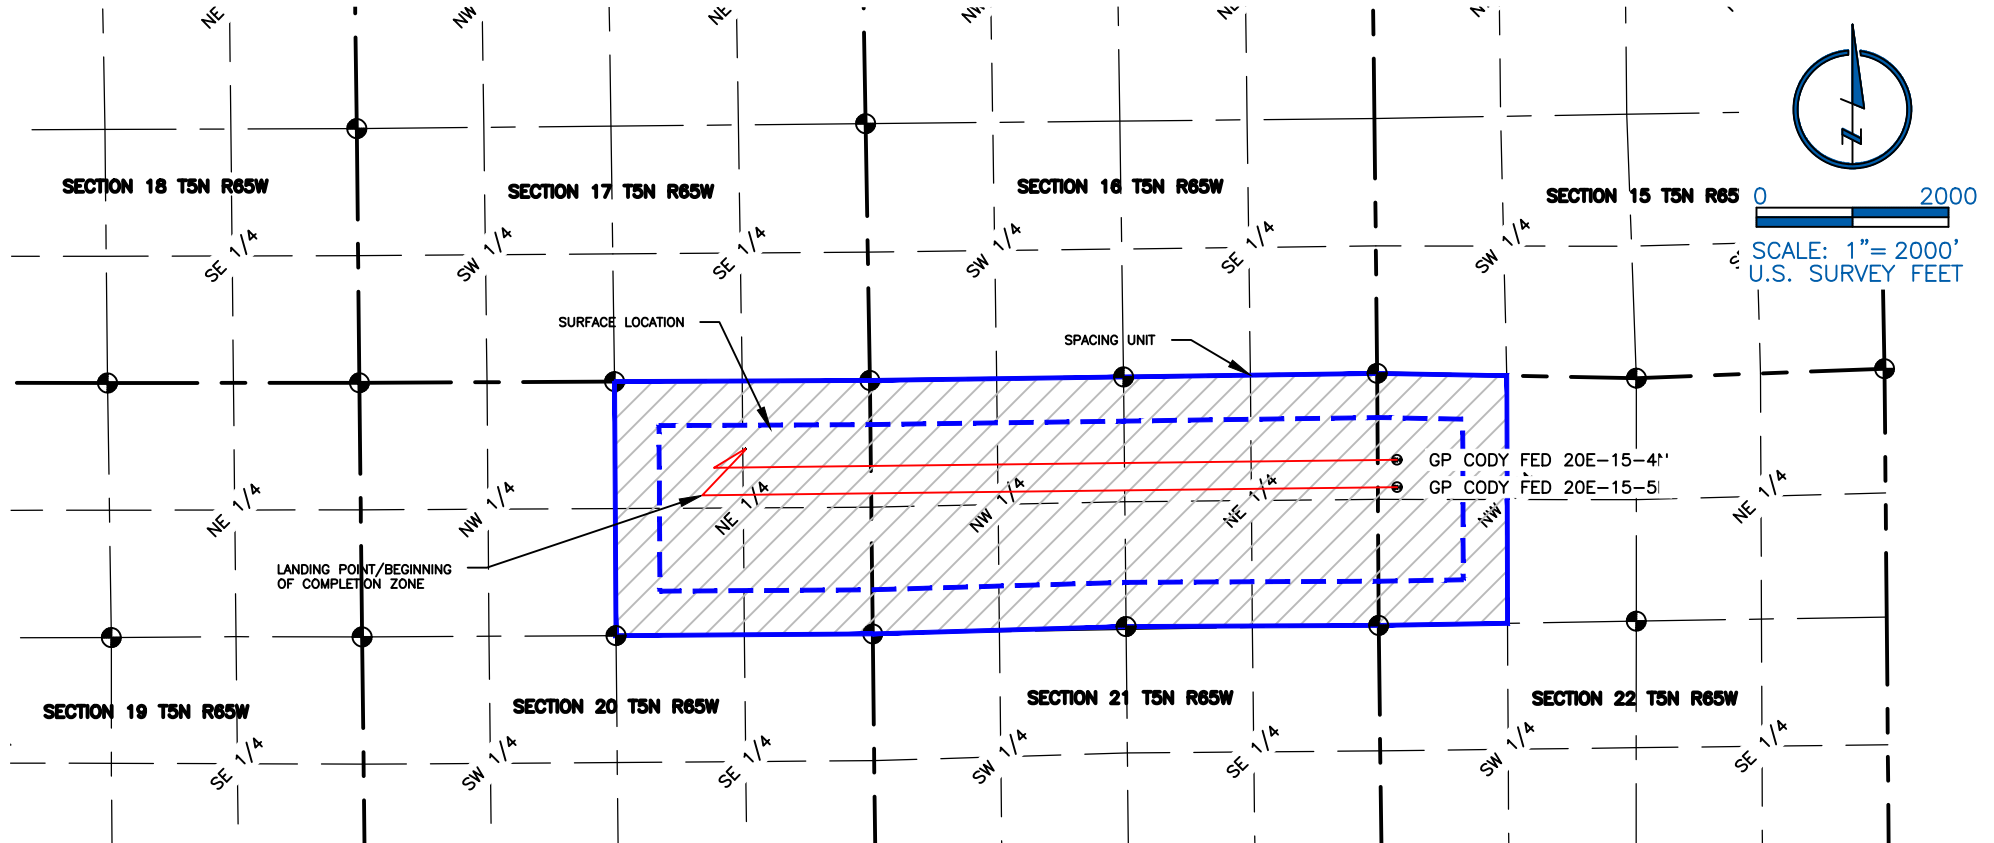 NE
NW
NE
SECTION 18 T5N R65W
SECTION 17 T5N R65W
SECTION 16 T5N R65W
SECTION 15 T5N R65
0 2000
SCALE: 1"= 2000'
U.S. SURVEY FEET
SE 1/4
SW 1/4
SE 1/4
SW 1/4
SE 1/4
SW 1/4
SURFACE LOCATION
SPACING UNIT
GP CODY FED 20E-15-4N
GP CODY FED 20E-15-5
NE 1/4
NW 1/4
NE 1/4
NW 1/4
NE 1/4
NW
NE 1/4
LANDING POINT/BEGINNING
OF COMPLETION ZONE
SECTION 19 T5N R65W
SECTION 20 T5N R65W
SECTION 21 T5N R65W
SECTION 22 T5N R65W
SE 1/4
SW 1/4
SE 1/4
SW 1/4
SE 1/4
SW 1/4
SE 1/4